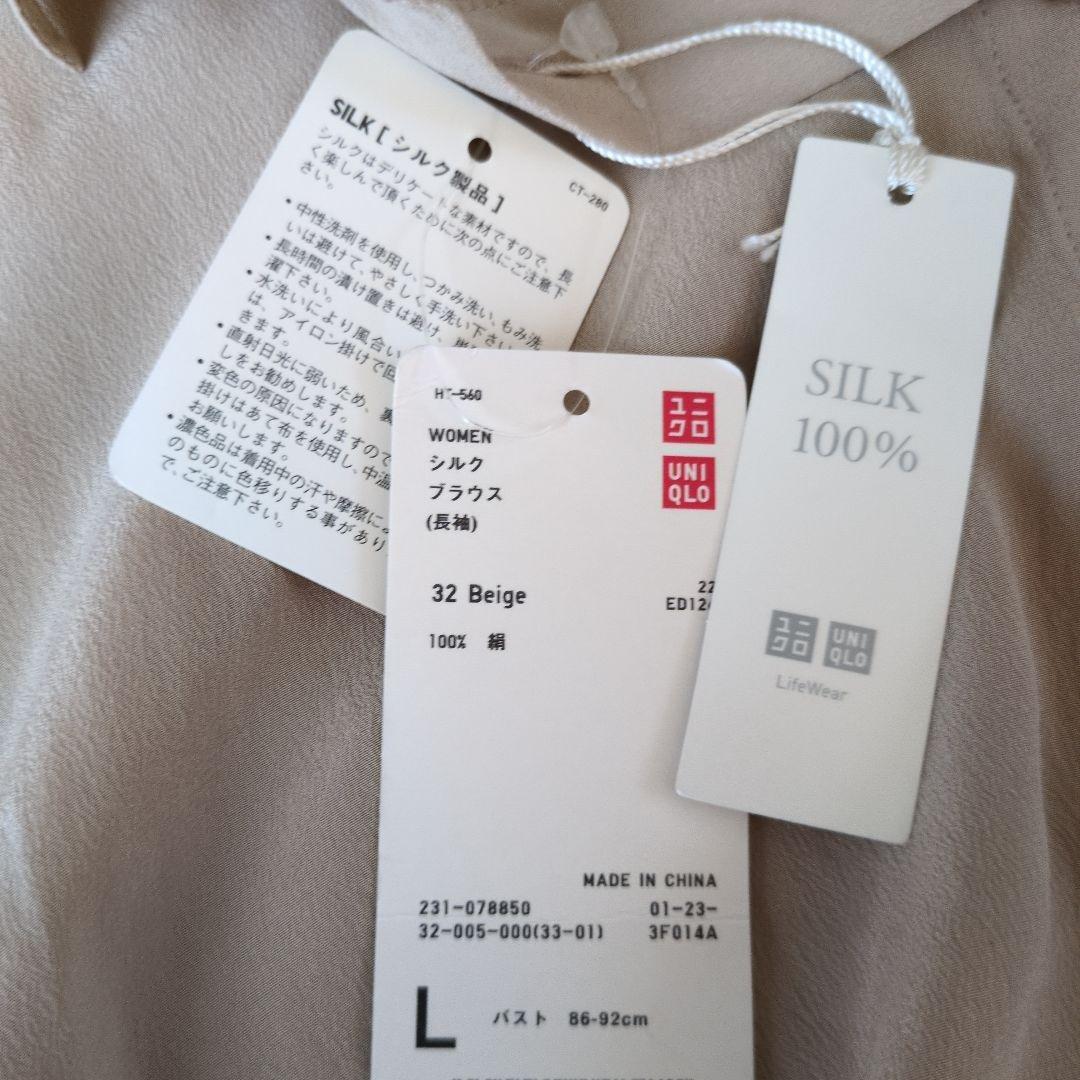 SILK [ シルク製品 ]
CT-280
シルクはデリケートな素材ですので、長
く楽しんで頂くために次の点にご注意下
さい。
• 中性洗剤を使用し、つかみ洗い、もみ洗
いは避けて、やさしく手洗い下さい
• 長時間の漬け置きは避け、
濯下さい。
• 水洗いにより風合い
は、アイロン掛けで回
きます。
• 直射日光に弱いため、裏
しをお勧めします。
• 変色の原因になりますので
掛けはあて布を使用し、中温
お願いします。
• 濃色品は着用中の汗や摩擦に
のものに色移りする事があり
で、ご注意下さい。
HT-560
ユニ
クロ
UNI
QLO
WOMEN
シルク
ブラウス
(長袖)
32 Beige
22
ED12
100% 絹
MADE IN CHINA
231-078850 01-23-
32-005-000(33-01) 3F014A
L バスト 86-92cm
SILK
100%
ユニ
クロ
UNI
QLO
LifeWear